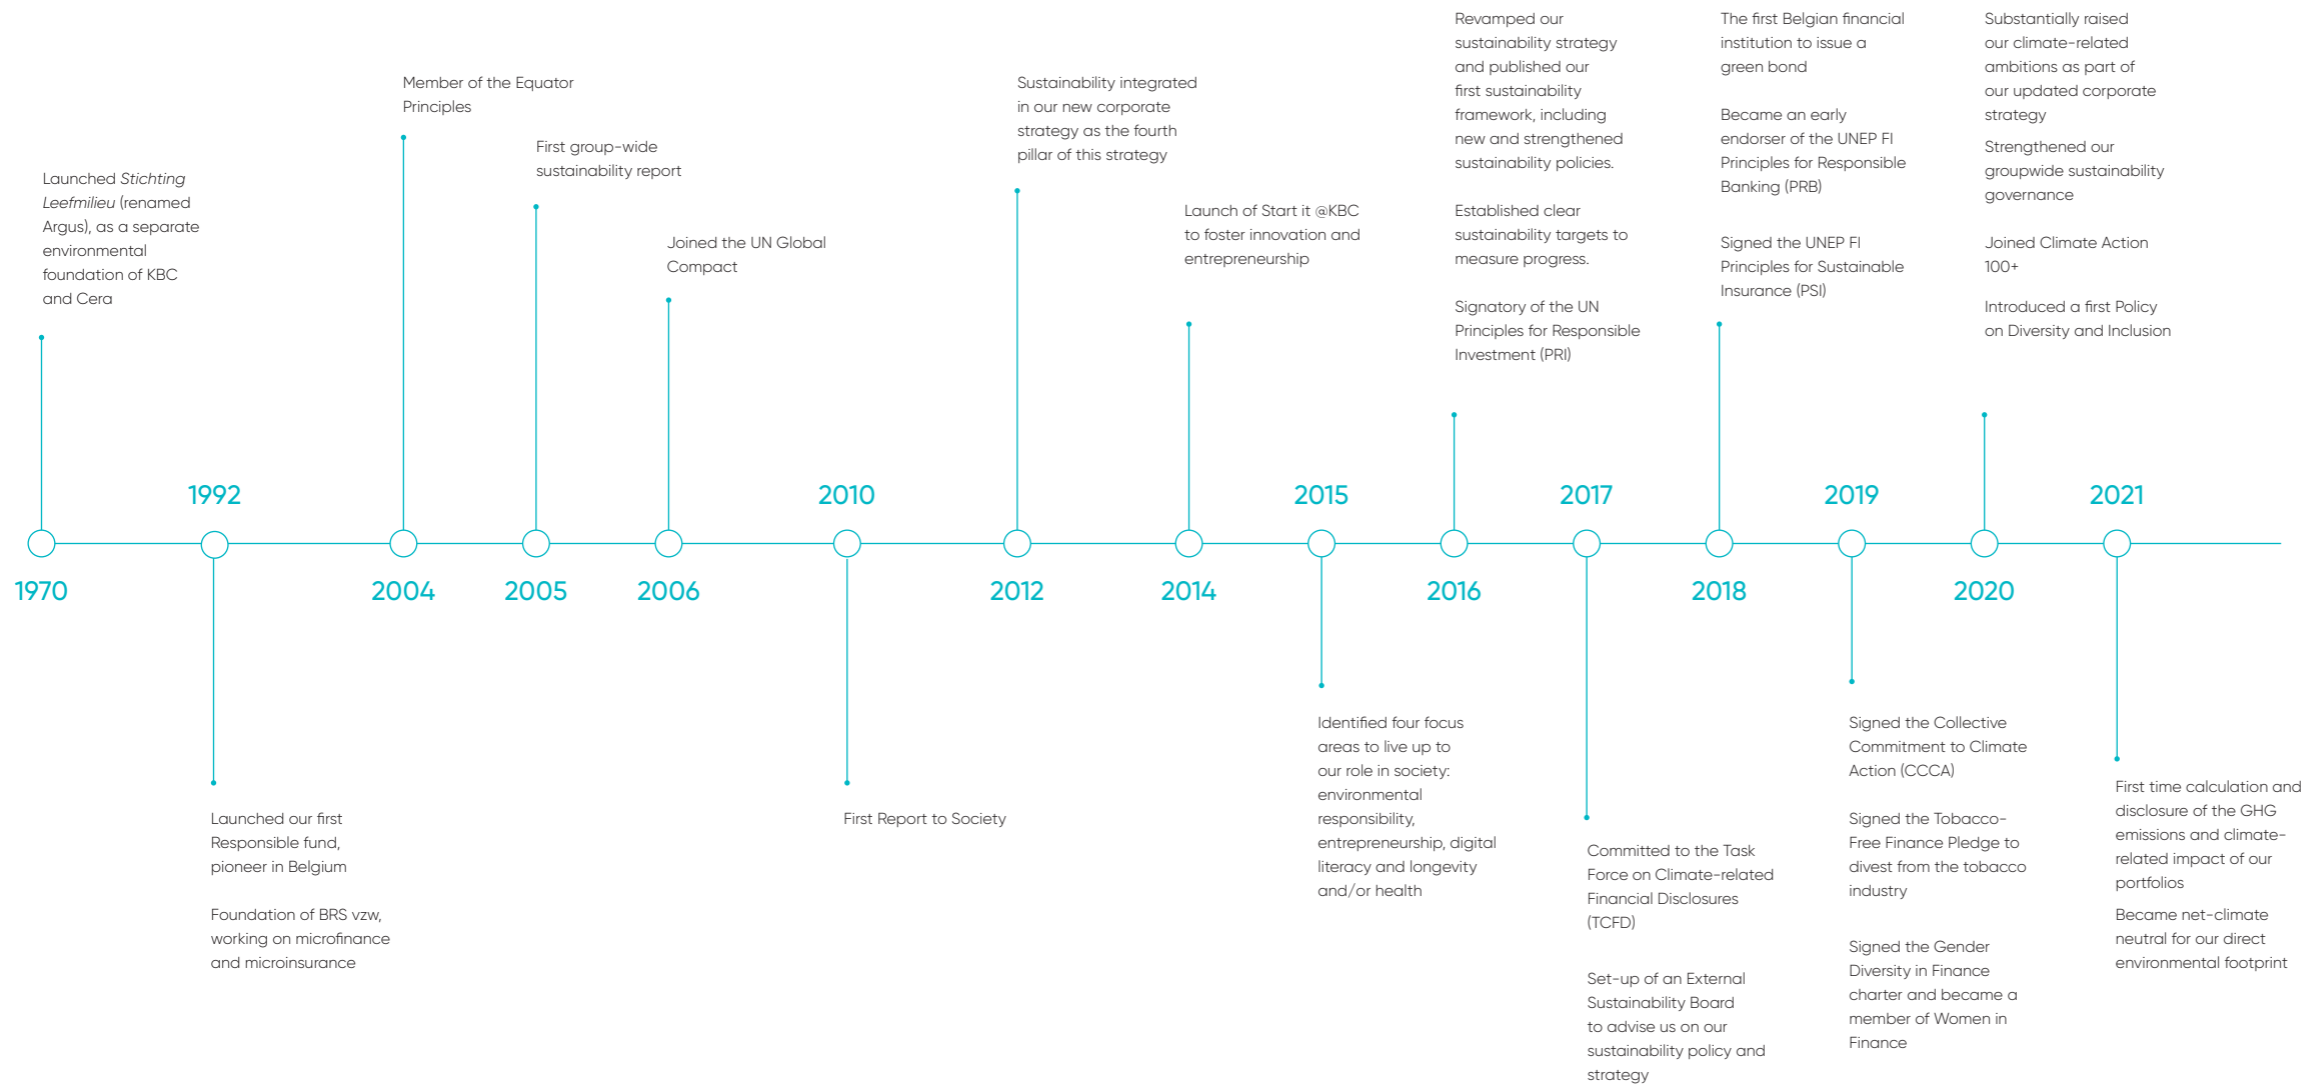 Launched Stichting
Leefmilieu (renamed
Argus), as a separate
environmental
foundation of KBC
and Cera
1970
1992
Launched our first
Responsible fund,
pioneer in Belgium
Foundation of BRS vzw,
working on microfinance
and microinsurance
Member of the Equator
Principles
2004
First group-wide
sustainability report
2005
Joined the UN Global
Compact
2006
2010
First Report to Society
Sustainability integrated
in our new corporate
strategy as the fourth
pillar of this strategy
2012
Launch of Start it @KBC
to foster innovation and
entrepreneurship
2014
2015
Identified four focus
areas to live up to
our role in society:
environmental
responsibility,
entrepreneurship, digital
literacy and longevity
and/or health
Revamped our
sustainability strategy
and published our
first sustainability
framework, including
new and strengthened
sustainability policies.
Established clear
sustainability targets to
measure progress.
Signatory of the UN
Principles for Responsible
Investment (PRI)
2016
2017
Committed to the Task
Force on Climate-related
Financial Disclosures
(TCFD)
Set-up of an External
Sustainability Board
to advise us on our
sustainability policy and
strategy
The first Belgian financial
institution to issue a
green bond
Became an early
endorser of the UNEP FI
Principles for Responsible
Banking (PRB)
Signed the UNEP FI
Principles for Sustainable
Insurance (PSI)
2018
2019
Signed the Collective
Commitment to Climate
Action (CCCA)
Signed the Tobacco-
Free Finance Pledge to
divest from the tobacco
industry
Signed the Gender
Diversity in Finance
charter and became a
member of Women in
Finance
Substantially raised
our climate-related
ambitions as part of
our updated corporate
strategy
Strengthened our
groupwide sustainability
governance
Joined Climate Action
100+
Introduced a first Policy
on Diversity and Inclusion
2020
2021
First time calculation and
disclosure of the GHG
emissions and climate-
related impact of our
portfolios
Became net-climate
neutral for our direct
environmental footprint